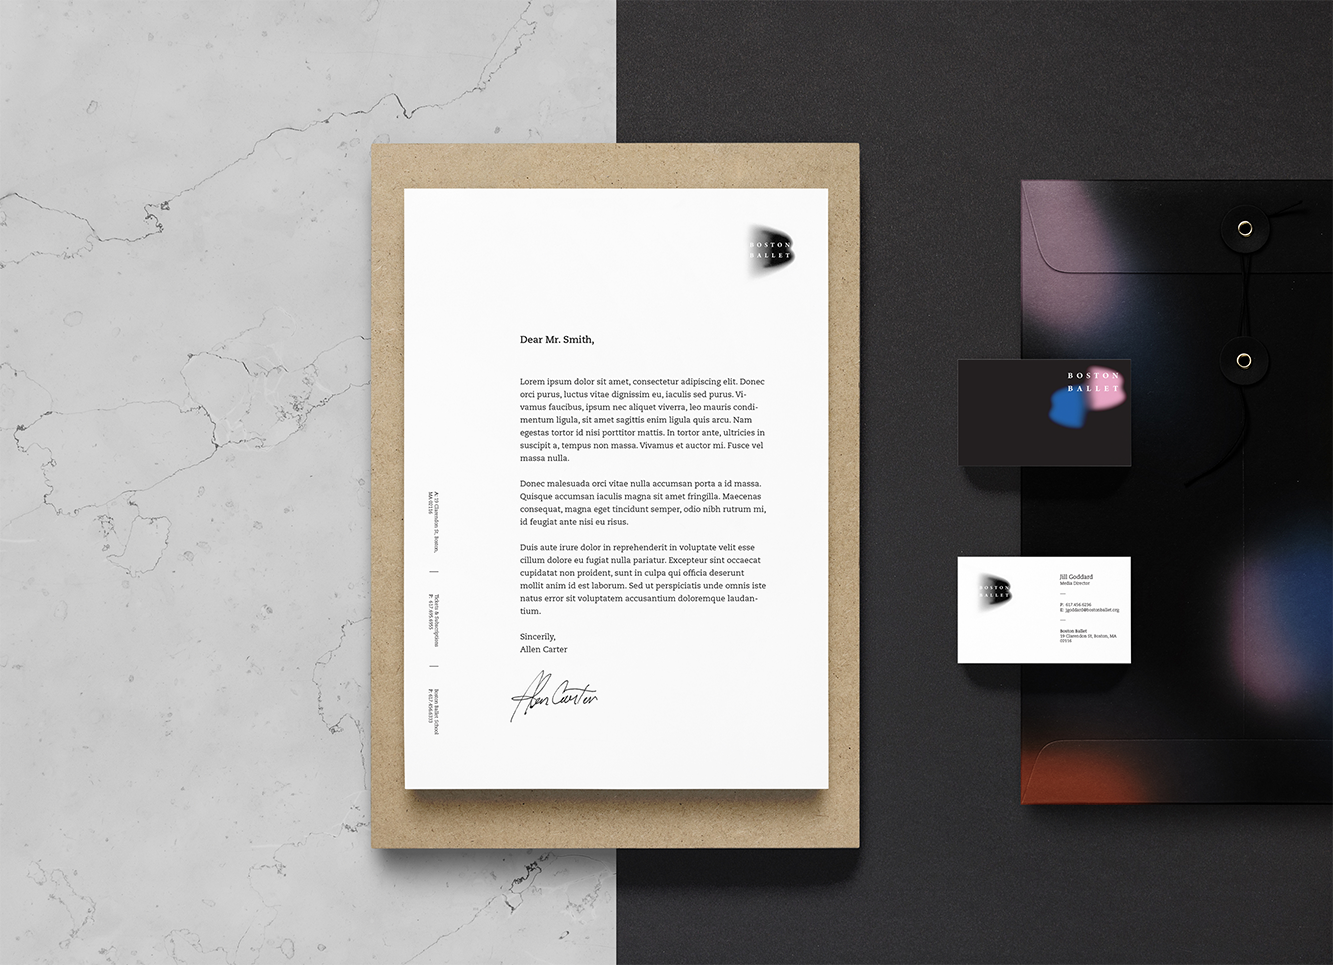 BOSTON
BALLET
Dear Mr. Smith,
Lorem ipsum dolor sit amet, consectetur adipiscing elit. Donec
orci purus, luctus vitae dignissim eu, iaculis sed purus. Vi-
vamus faucibus, ipsum nec aliquet viverra, leo mauris condi-
mentum ligula, sit amet sagittis enim ligula quis arcu. Nam
egestas tortor id nisi porttitor mattis. In tortor ante, ultricies in
suscipit a, tempus non massa. Vivamus et auctor mi. Fusce vel
massa nulla.
Donec malesuada orci vitae nulla accumsan porta a id massa.
Quisque accumsan iaculis magna sit amet fringilla. Maecenas
consequat, magna eget tincidunt semper, odio nibh rutrum mi,
id feugiat ante nisi eu risus.
Duis aute irure dolor in reprehenderit in voluptate velit esse
cillum dolore eu fugiat nulla pariatur. Excepteur sint occaecat
cupidatat non proident, sunt in culpa qui officia deserunt
mollit anim id est laborum. Sed ut perspiciatis unde omnis iste
natus error sit voluptatem accusantium doloremque laudan-
tium.
Sincerily,
Allen Carter
Allen Carter
A: 19 Clarendon St, Boston,
MA 02116
Tickets & Subscriptions
P: 617.695.6955
Boston Ballet School
P: 617.456.6333
BOSTON
BALLET
BOSTON
BALLET
Jill Goddard
Media Director
P: 617.456.6236
E: jgoddard@bostonballet.org
Boston Ballet
19 Clarendon St, Boston, MA
02116